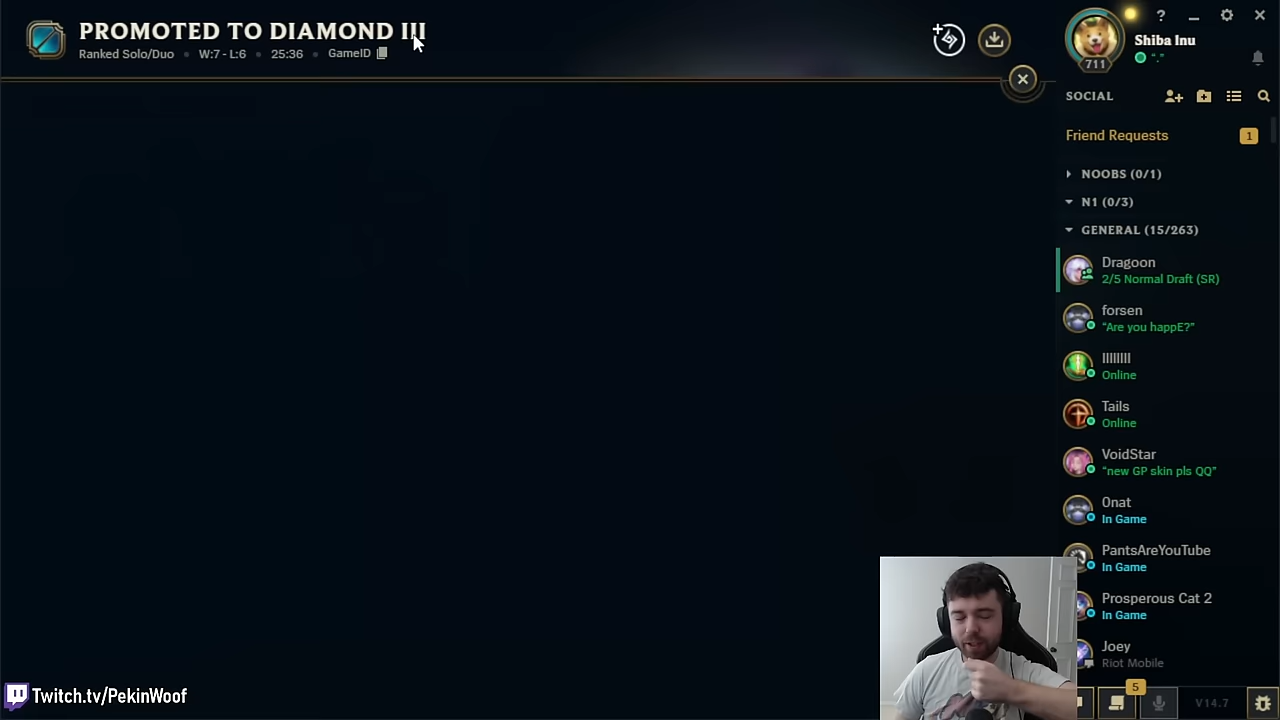 PROMOTED TO DIAMOND III
Ranked Solo/Duo • W:7 - L:6 • 25:36 • GameID
Shiba Inu
711
"."
SOCIAL
Friend Requests 1
NOOBS (0/1)
N1 (0/3)
GENERAL (15/263)
Dragoon
2/5 Normal Draft (SR)
forsen
"Are you happE?"
Online
Tails
Online
VoidStar
"new GP skin pls QQ"
Onat
In Game
PantsAreYouTube
In Game
Prosperous Cat 2
In Game
Joey
Riot Mobile
5
V14.7
Twitch.tv/PekinWoof